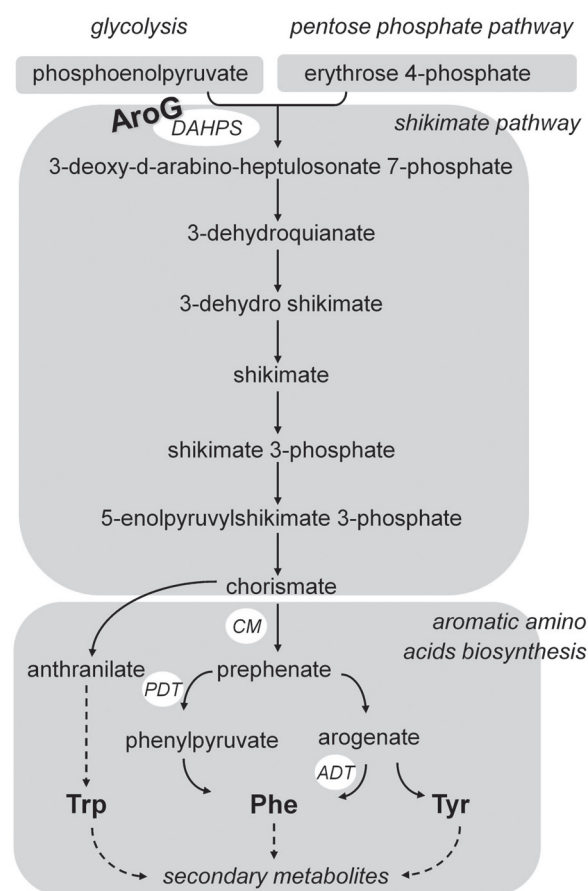 glycolysis
pentose phosphate pathway
phosphoenolpyruvate
erythrose 4-phosphate
AroG
DAHPS
shikimate pathway
3-deoxy-d-arabino-heptulosonate 7-phosphate
3-dehydroquianate
3-dehydro shikimate
shikimate
shikimate 3-phosphate
5-enolpyruvylshikimate 3-phosphate
chorismate
CM
aromatic amino
acids biosynthesis
anthranilate
PDT
prephenate
phenylpyruvate
arogenate
ADT
Trp
Phe
Tyr
secondary metabolites